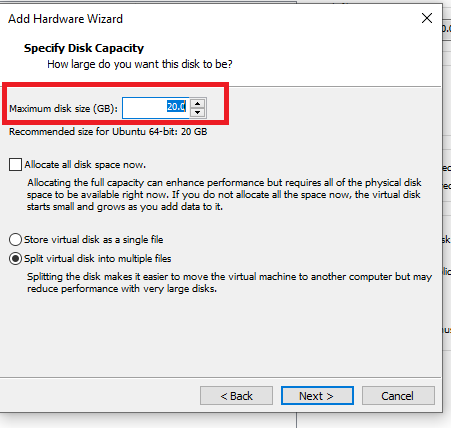 Add Hardware Wizard
Specify Disk Capacity
How large do you want this disk to be?
Maximum disk size (GB): 20.0
Recommended size for Ubuntu 64-bit: 20 GB
Allocate all disk space now.
Allocating the full capacity can enhance performance but requires all of the physical disk
space to be available right now. If you do not allocate all the space now, the virtual disk
starts small and grows as you add data to it.
Store virtual disk as a single file
Split virtual disk into multiple files
Splitting the disk makes it easier to move the virtual machine to another computer but may
reduce performance with very large disks.
< Back Next > Cancel